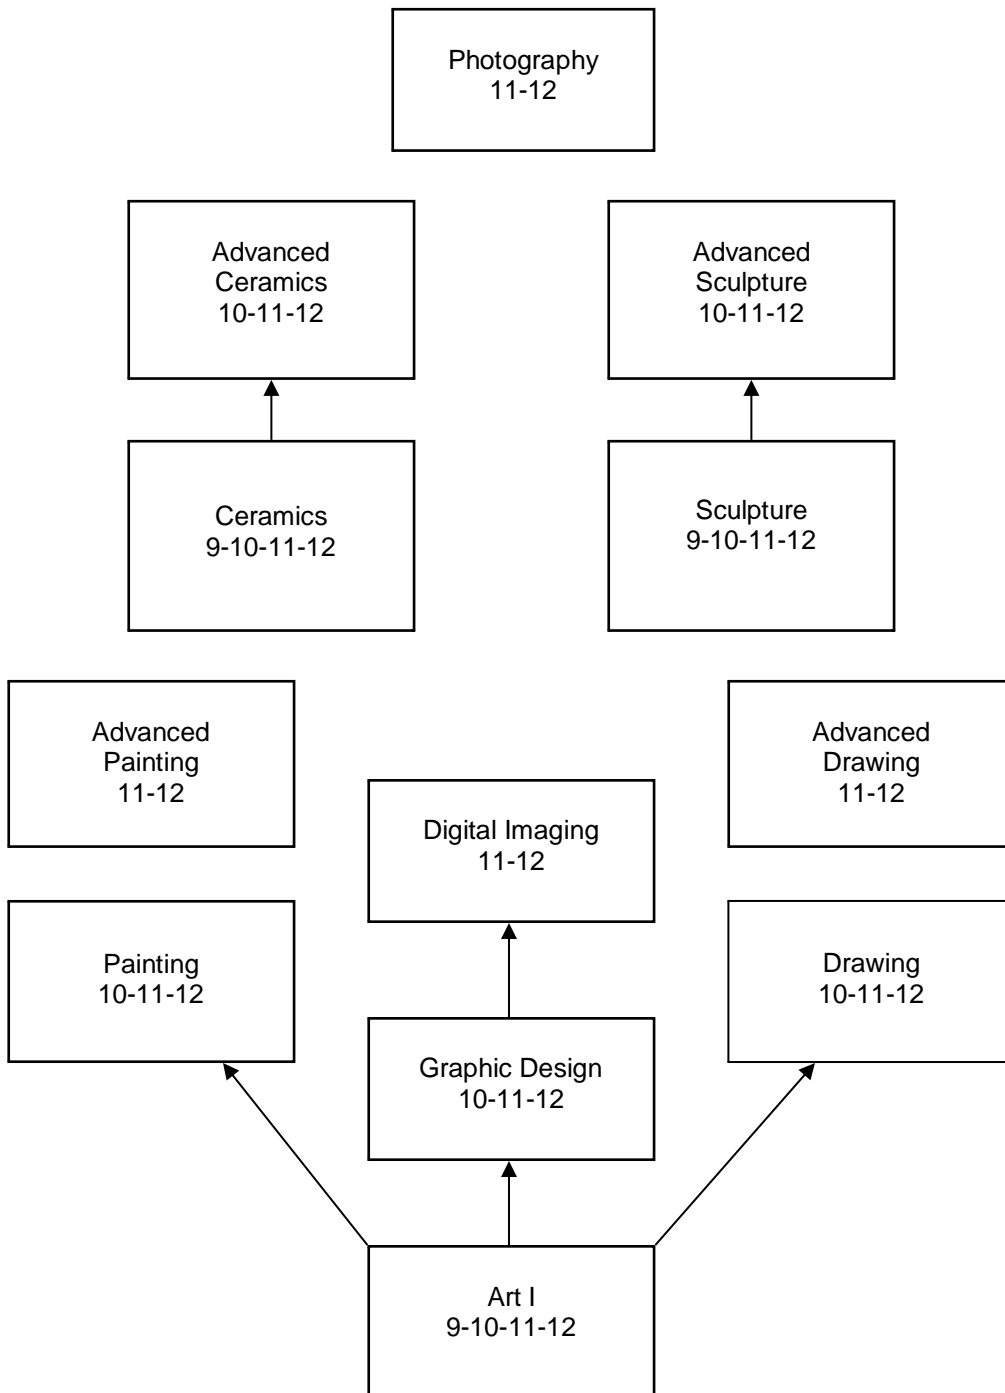 Photography
11-12
Advanced
Ceramics
10-11-12
Advanced
Sculpture
10-11-12
Ceramics
9-10-11-12
Sculpture
9-10-11-12
Advanced
Painting
11-12
Advanced
Drawing
11-12
Digital Imaging
11-12
Painting
10-11-12
Drawing
10-11-12
Graphic Design
10-11-12
Art I
9-10-11-12